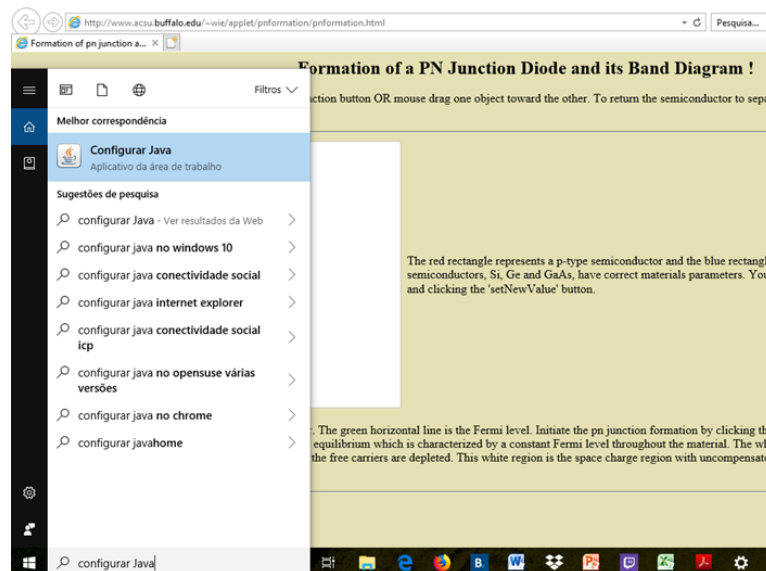 http://www.acsu.buffalo.edu/~wie/applet/pnformation/pnformation.html
Pesquisa...
Formation of pn junction a...
Formation of a PN Junction Diode and its Band Diagram !
nction button OR mouse drag one object toward the other. To return the semiconductor to sepa
Filtros
Melhor correspondência
Configurar Java
Aplicativo da área de trabalho
Sugestões de pesquisa
configurar Java - Ver resultados da Web
configurar java no windows 10
configurar java conectividade social
configurar java internet explorer
configurar java conectividade social
icp
configurar java no opensuse várias
versões
configurar java no chrome
configurar javahome
The red rectangle represents a p-type semiconductor and the blue rectangl
semiconductors, Si, Ge and GaAs, have correct materials parameters. You
and clicking the 'setNewValue' button.
. The green horizontal line is the Fermi level. Initiate the pn junction formation by clicking th
equilibrium which is characterized by a constant Fermi level throughout the material. The wh
the free carriers are depleted. This white region is the space charge region with uncompensat
configurar Java